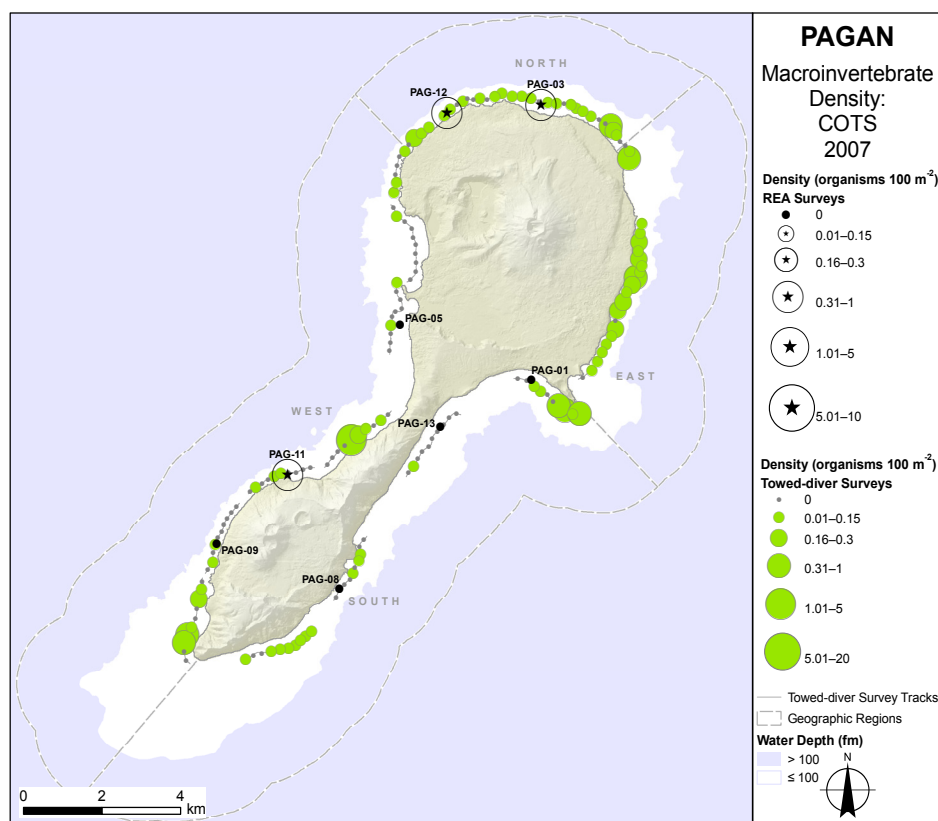 PAGAN
Macroinvertebrate
Density:
COTS
2007
Density (organisms 100 m⁻²)
REA Surveys
0
0.01–0.15
0.16–0.3
0.31–1
1.01–5
5.01–10
Density (organisms 100 m⁻²)
Towed-diver Surveys
0
0.01–0.15
0.16–0.3
0.31–1
1.01–5
5.01–20
Towed-diver Survey Tracks
Geographic Regions
Water Depth (fm)
> 100
≤ 100
N
NORTH
PAG-03
PAG-12
PAG-05
PAG-01
EAST
WEST
PAG-13
PAG-11
PAG-09
PAG-08
SOUTH
0 2 4
km